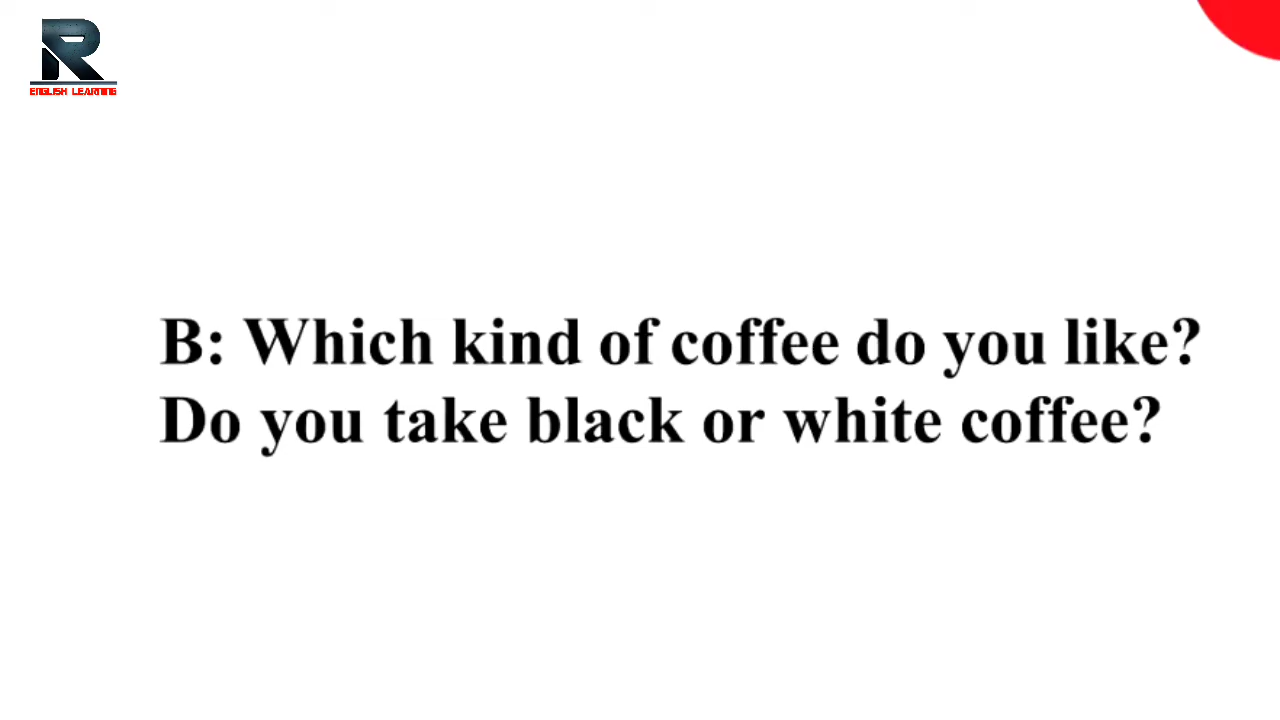 R
ENGLISH LEARNING
B: Which kind of coffee do you like?
Do you take black or white coffee?